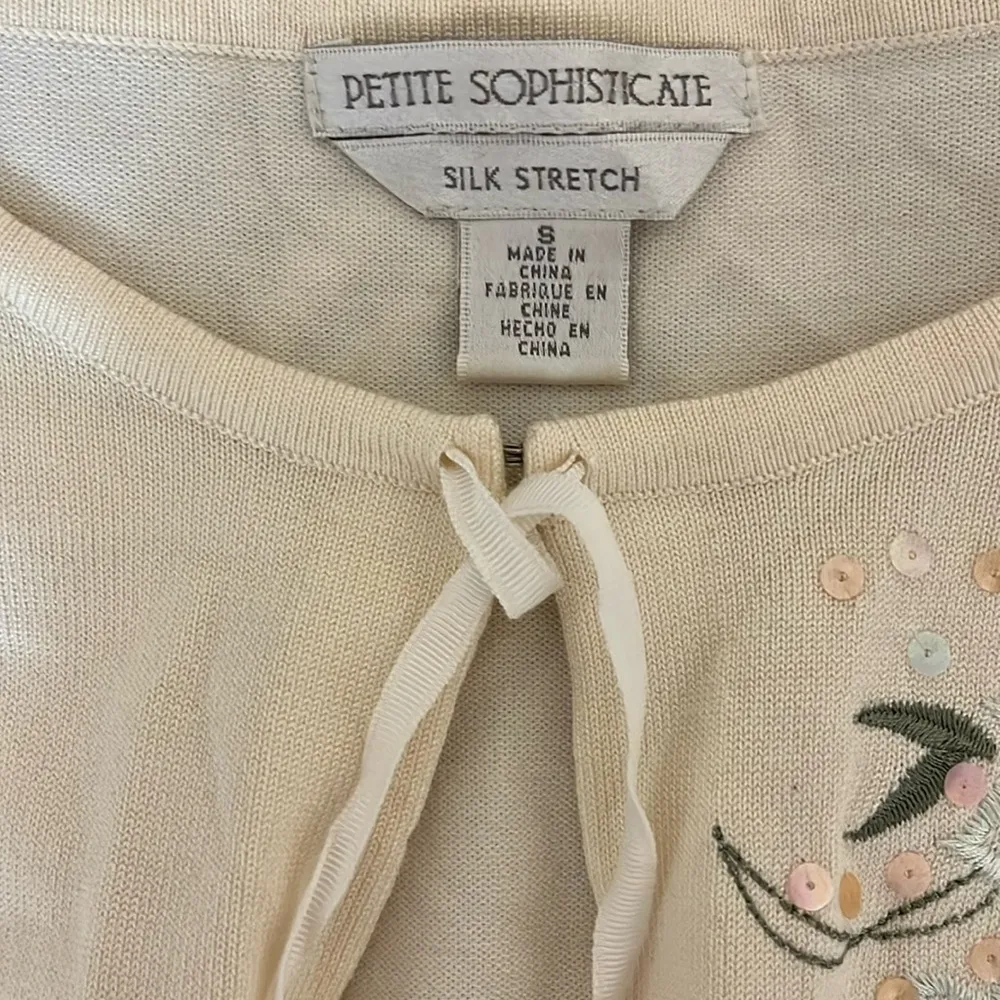 PETITE SOPHISTICATE
SILK STRETCH
S
MADE IN
CHINA
FABRIQUE EN
CHINE
HECHO EN
CHINA